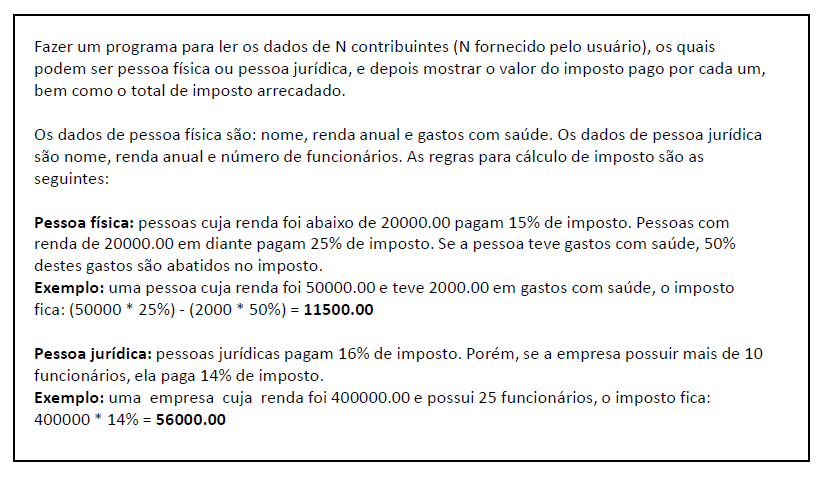 Fazer um programa para ler os dados de N contribuintes (N fornecido pelo usuário), os quais
podem ser pessoa física ou pessoa jurídica, e depois mostrar o valor do imposto pago por cada um,
bem como o total de imposto arrecadado.
Os dados de pessoa física são: nome, renda anual e gastos com saúde. Os dados de pessoa jurídica
são nome, renda anual e número de funcionários. As regras para cálculo de imposto são as
seguintes:
Pessoa física: pessoas cuja renda foi abaixo de 20000.00 pagam 15% de imposto. Pessoas com
renda de 20000.00 em diante pagam 25% de imposto. Se a pessoa teve gastos com saúde, 50%
destes gastos são abatidos no imposto.
Exemplo: uma pessoa cuja renda foi 50000.00 e teve 2000.00 em gastos com saúde, o imposto
fica: (50000 * 25%) - (2000 * 50%) = 11500.00
Pessoa jurídica: pessoas jurídicas pagam 16% de imposto. Porém, se a empresa possuir mais de 10
funcionários, ela paga 14% de imposto.
Exemplo: uma empresa cuja renda foi 400000.00 e possui 25 funcionários, o imposto fica:
400000 * 14% = 56000.00